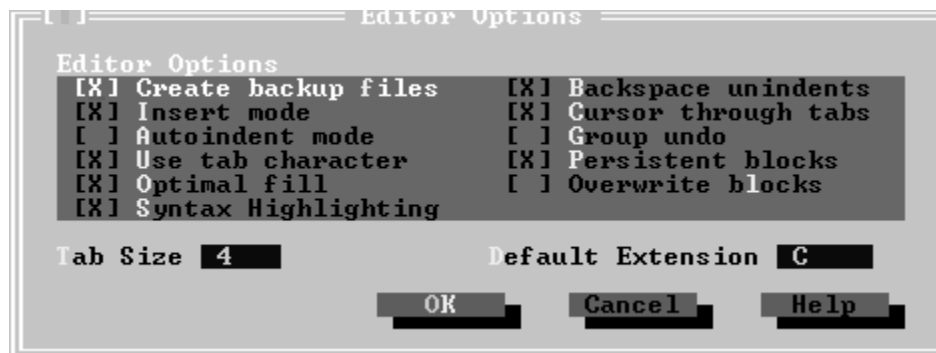 Editor Options
Editor Options
[X] Create backup files [X] Backspace unindents
[X] Insert mode [X] Cursor through tabs
[ ] Autoindent mode [ ] Group undo
[X] Use tab character [X] Persistent blocks
[X] Optimal fill [ ] Overwrite blocks
[X] Syntax Highlighting
Tab Size 4 Default Extension C
OK Cancel Help